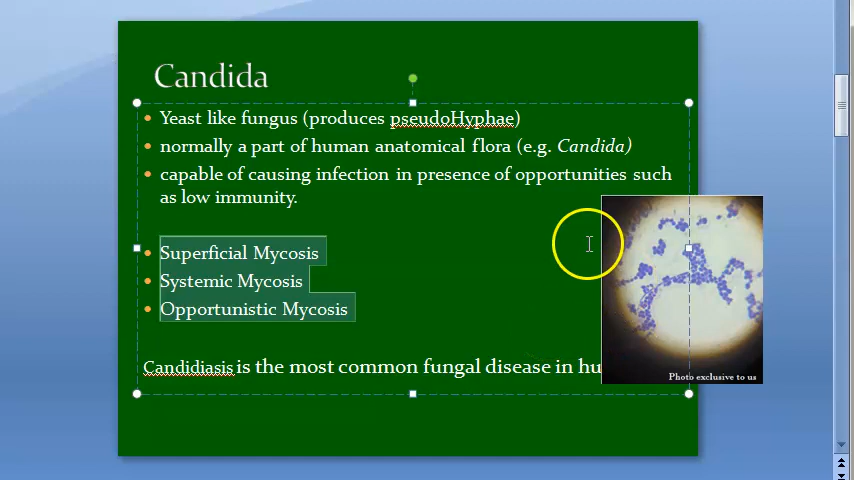 Candida
Yeast like fungus (produces pseudoHyphae)
normally a part of human anatomical flora (e.g. Candida)
capable of causing infection in presence of opportunities such
as low immunity.
Superficial Mycosis
Systemic Mycosis
Opportunistic Mycosis
Candidiasis is the most common fungal disease in hu
Photo exclusive to us